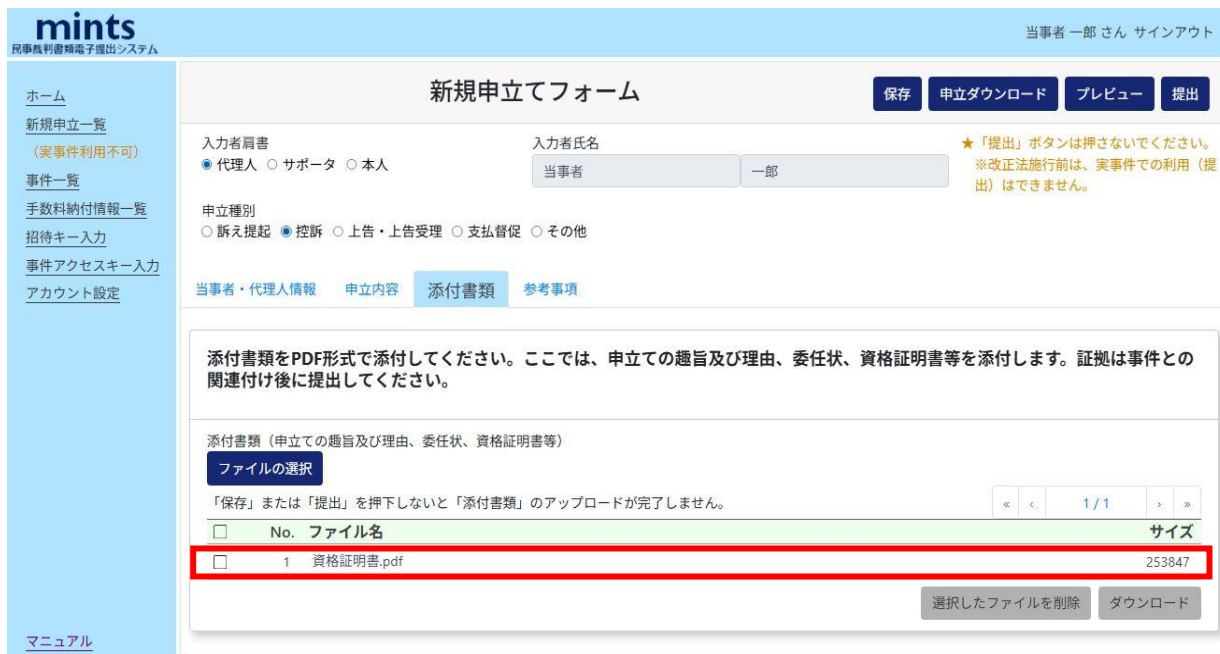 mints
民事裁判書類電子提出システム
当事者 一郎 さん サインアウト
ホーム
新規申立一覧
（実事件利用不可）
事件一覧
手数料納付情報一覧
招待キー入力
事件アクセスキー入力
アカウント設定
マニュアル
新規申立てフォーム
保存 申立ダウンロード プレビュー 提出
入力者肩書
代理人 サポータ 本人
入力者氏名
当事者 一郎
★「提出」ボタンは押さないでください。
※改正法施行前は、実事件での利用（提
出）はできません。
申立種別
訴え提起 控訴 上告・上告受理 支払督促 その他
当事者・代理人情報 申立内容 添付書類 参考事項
添付書類をPDF形式で添付してください。ここでは、申立ての趣旨及び理由、委任状、資格証明書等を添付します。証拠は事件との
関連付け後に提出してください。
添付書類（申立ての趣旨及び理由、委任状、資格証明書等）
ファイルの選択
「保存」または「提出」を押下しないと「添付書類」のアップロードが完了しません。
« ‹ 1 / 1 › »
No. ファイル名 サイズ
1 資格証明書.pdf 253847
選択したファイルを削除 ダウンロード